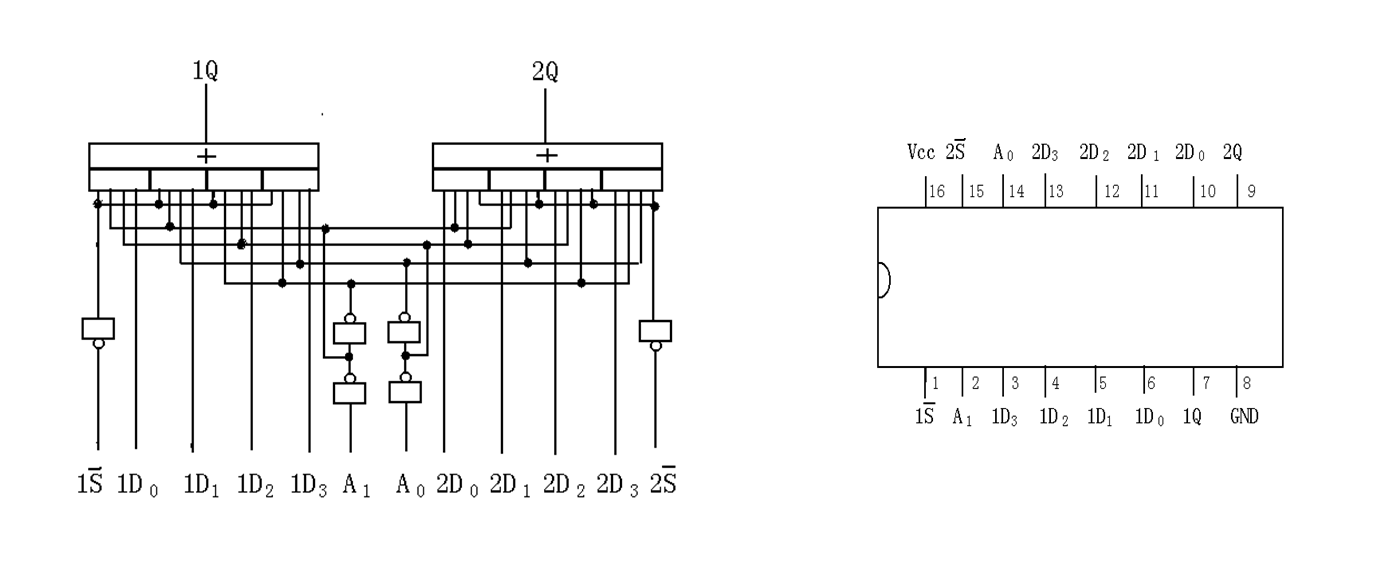 1Q 2Q
+ +
1S̅ 1D₀ 1D₁ 1D₂ 1D₃ A₁ A₀ 2D₀ 2D₁ 2D₂ 2D₃ 2S̅
Vcc 2S̅ A₀ 2D₃ 2D₂ 2D₁ 2D₀ 2Q
16 15 14 13 12 11 10 9
1 2 3 4 5 6 7 8
1S̅ A₁ 1D₃ 1D₂ 1D₁ 1D₀ 1Q GND